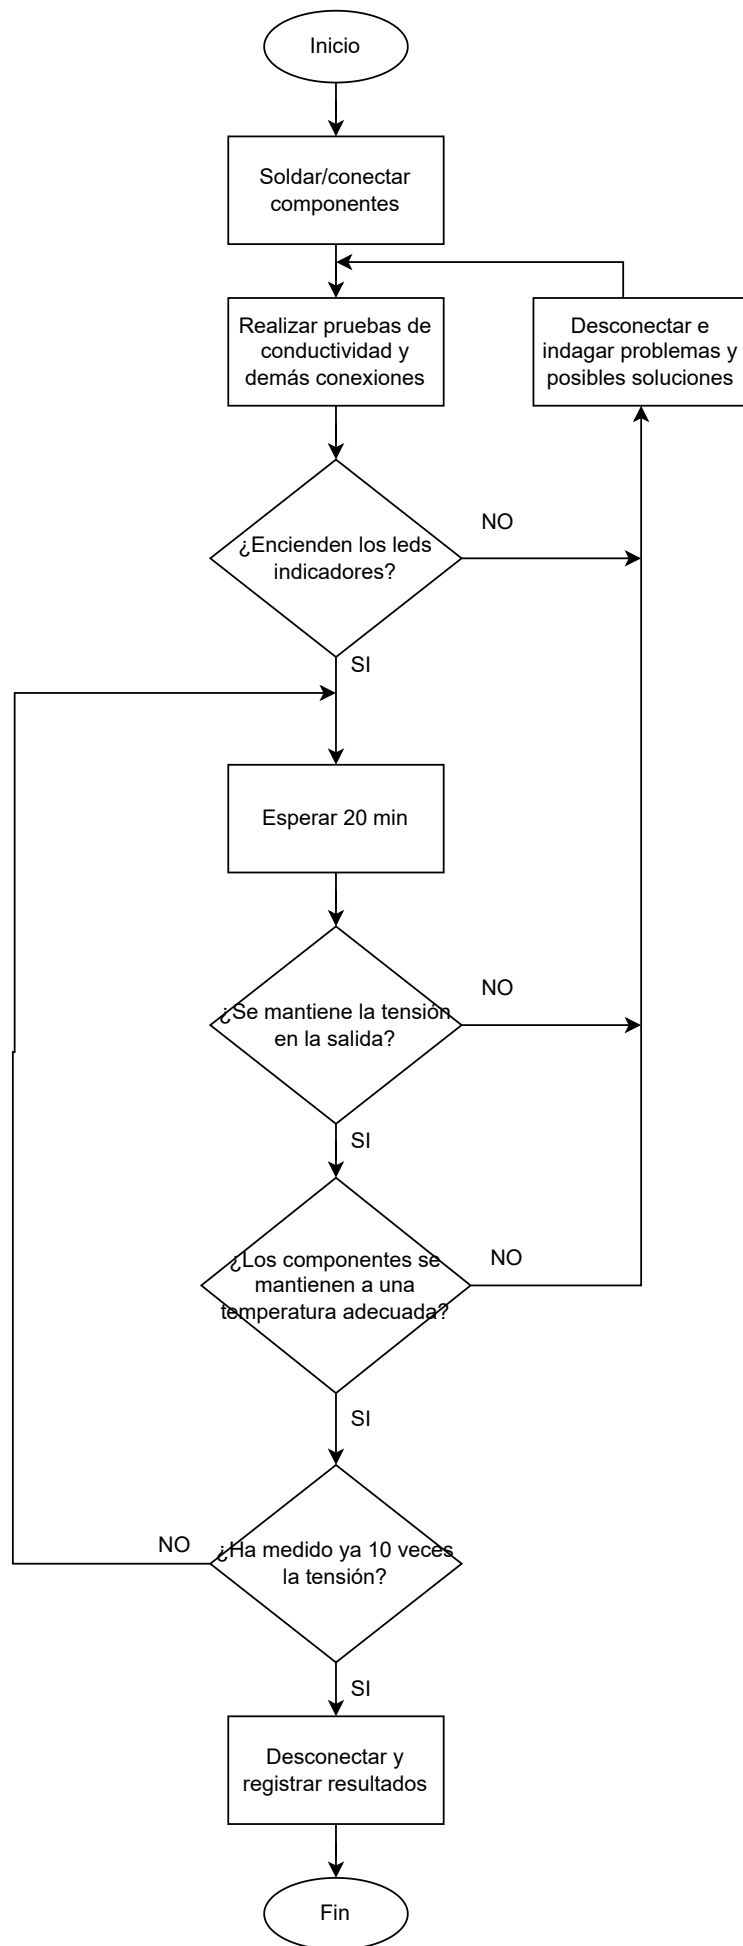 Inicio
Soldar/conectar
componentes
Realizar pruebas de
conductividad y
demás conexiones
Desconectar e
indagar problemas y
posibles soluciones
¿Encienden los leds
indicadores?
NO
SI
Esperar 20 min
¿Se mantiene la tensión
en la salida?
NO
SI
¿Los componentes se
mantienen a una
temperatura adecuada?
NO
SI
¿Ha medido ya 10 veces
la tensión?
NO
SI
Desconectar y
registrar resultados
Fin